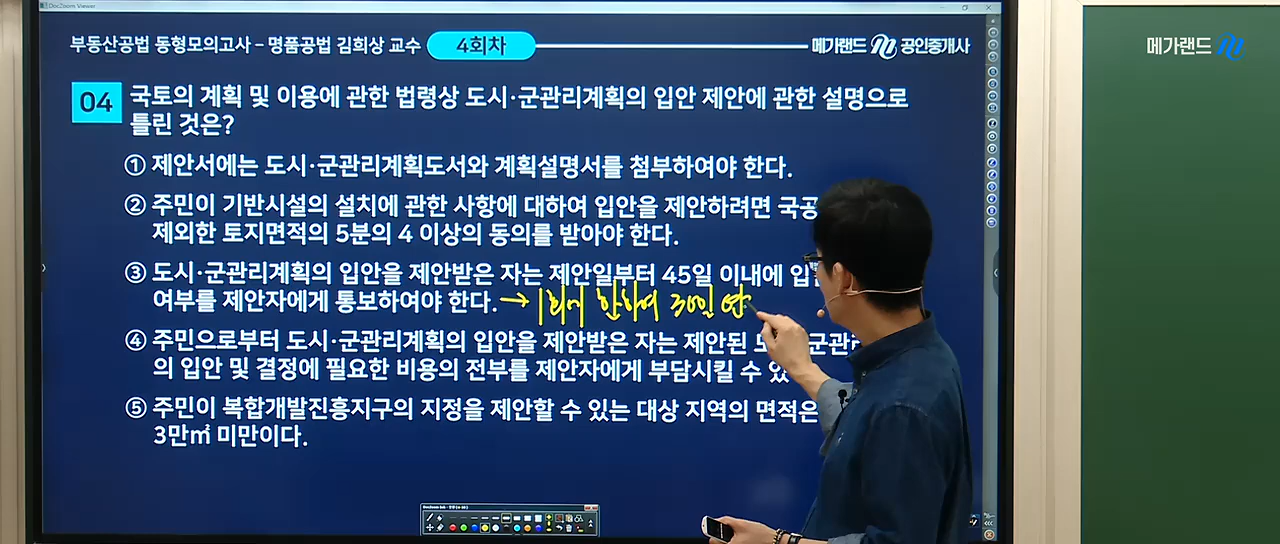 DocZoom Viewer
부동산공법 동형모의고사 – 명품공법 김희상 교수 4회차 메가랜드 공인중개사
메가랜드
04 국토의 계획 및 이용에 관한 법령상 도시·군관리계획의 입안 제안에 관한 설명으로
틀린 것은?
① 제안서에는 도시·군관리계획도서와 계획설명서를 첨부하여야 한다.
② 주민이 기반시설의 설치에 관한 사항에 대하여 입안을 제안하려면 국공
제외한 토지면적의 5분의 4 이상의 동의를 받아야 한다.
③ 도시·군관리계획의 입안을 제안받은 자는 제안일부터 45일 이내에
여부를 제안자에게 통보하여야 한다. → 1회에 한하여 30일 연
④ 주민으로부터 도시·군관리계획의 입안을 제안받은 자는 제안된 군관리
의 입안 및 결정에 필요한 비용의 전부를 제안자에게 부담시킬 수
⑤ 주민이 복합개발진흥지구의 지정을 제안할 수 있는 대상 지역의 면적은
3만㎡ 미만이다.